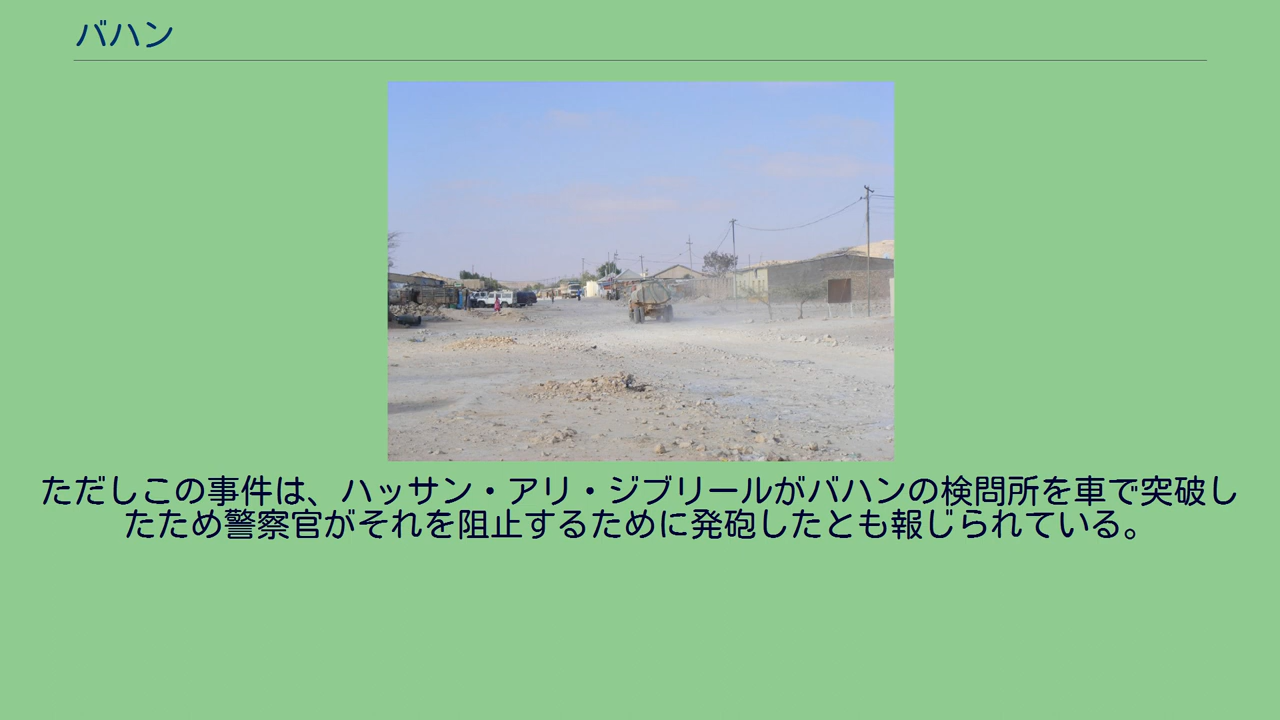 バハン
ただしこの事件は、ハッサン・アリ・ジブリールがバハンの検問所を車で突破し
たため警察官がそれを阻止するために発砲したとも報じられている。